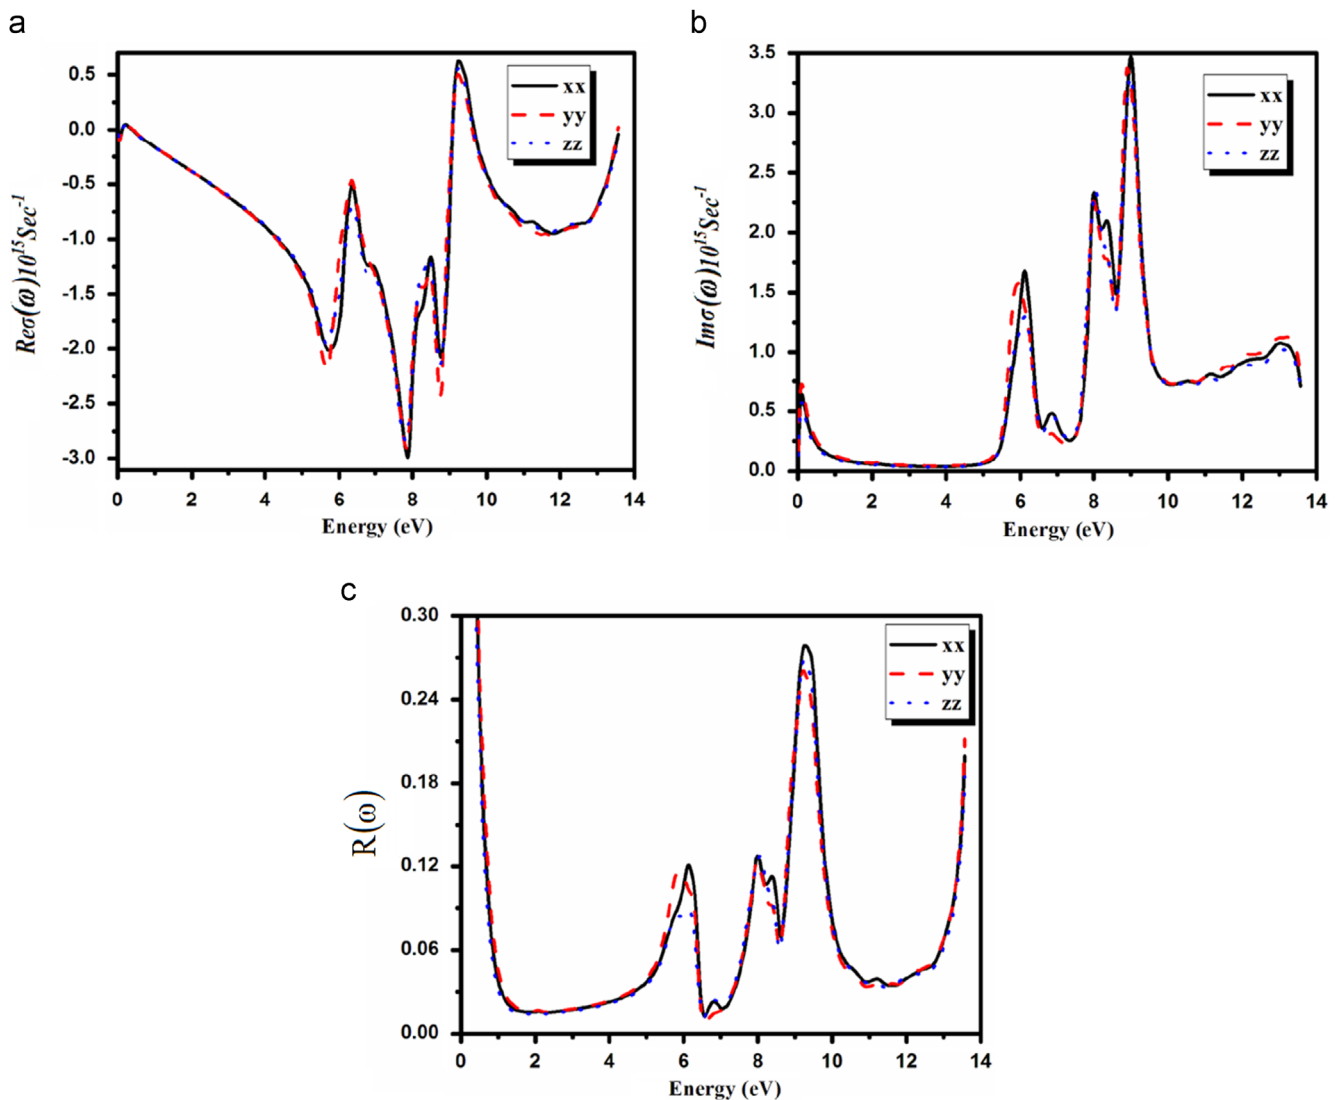 a
0.5
0.0
-0.5
-1.0
-1.5
-2.0
-2.5
-3.0
Reσ(ω)10¹⁵Sec⁻¹
xx
yy
zz
0 2 4 6 8 10 12 14
Energy (eV)
b
3.5
3.0
2.5
2.0
1.5
1.0
0.5
0.0
Imσ(ω)10¹⁵Sec⁻¹
xx
yy
zz
0 2 4 6 8 10 12 14
Energy (eV)
c
0.30
0.24
0.18
0.12
0.06
0.00
R(ω)
xx
yy
zz
0 2 4 6 8 10 12 14
Energy (eV)